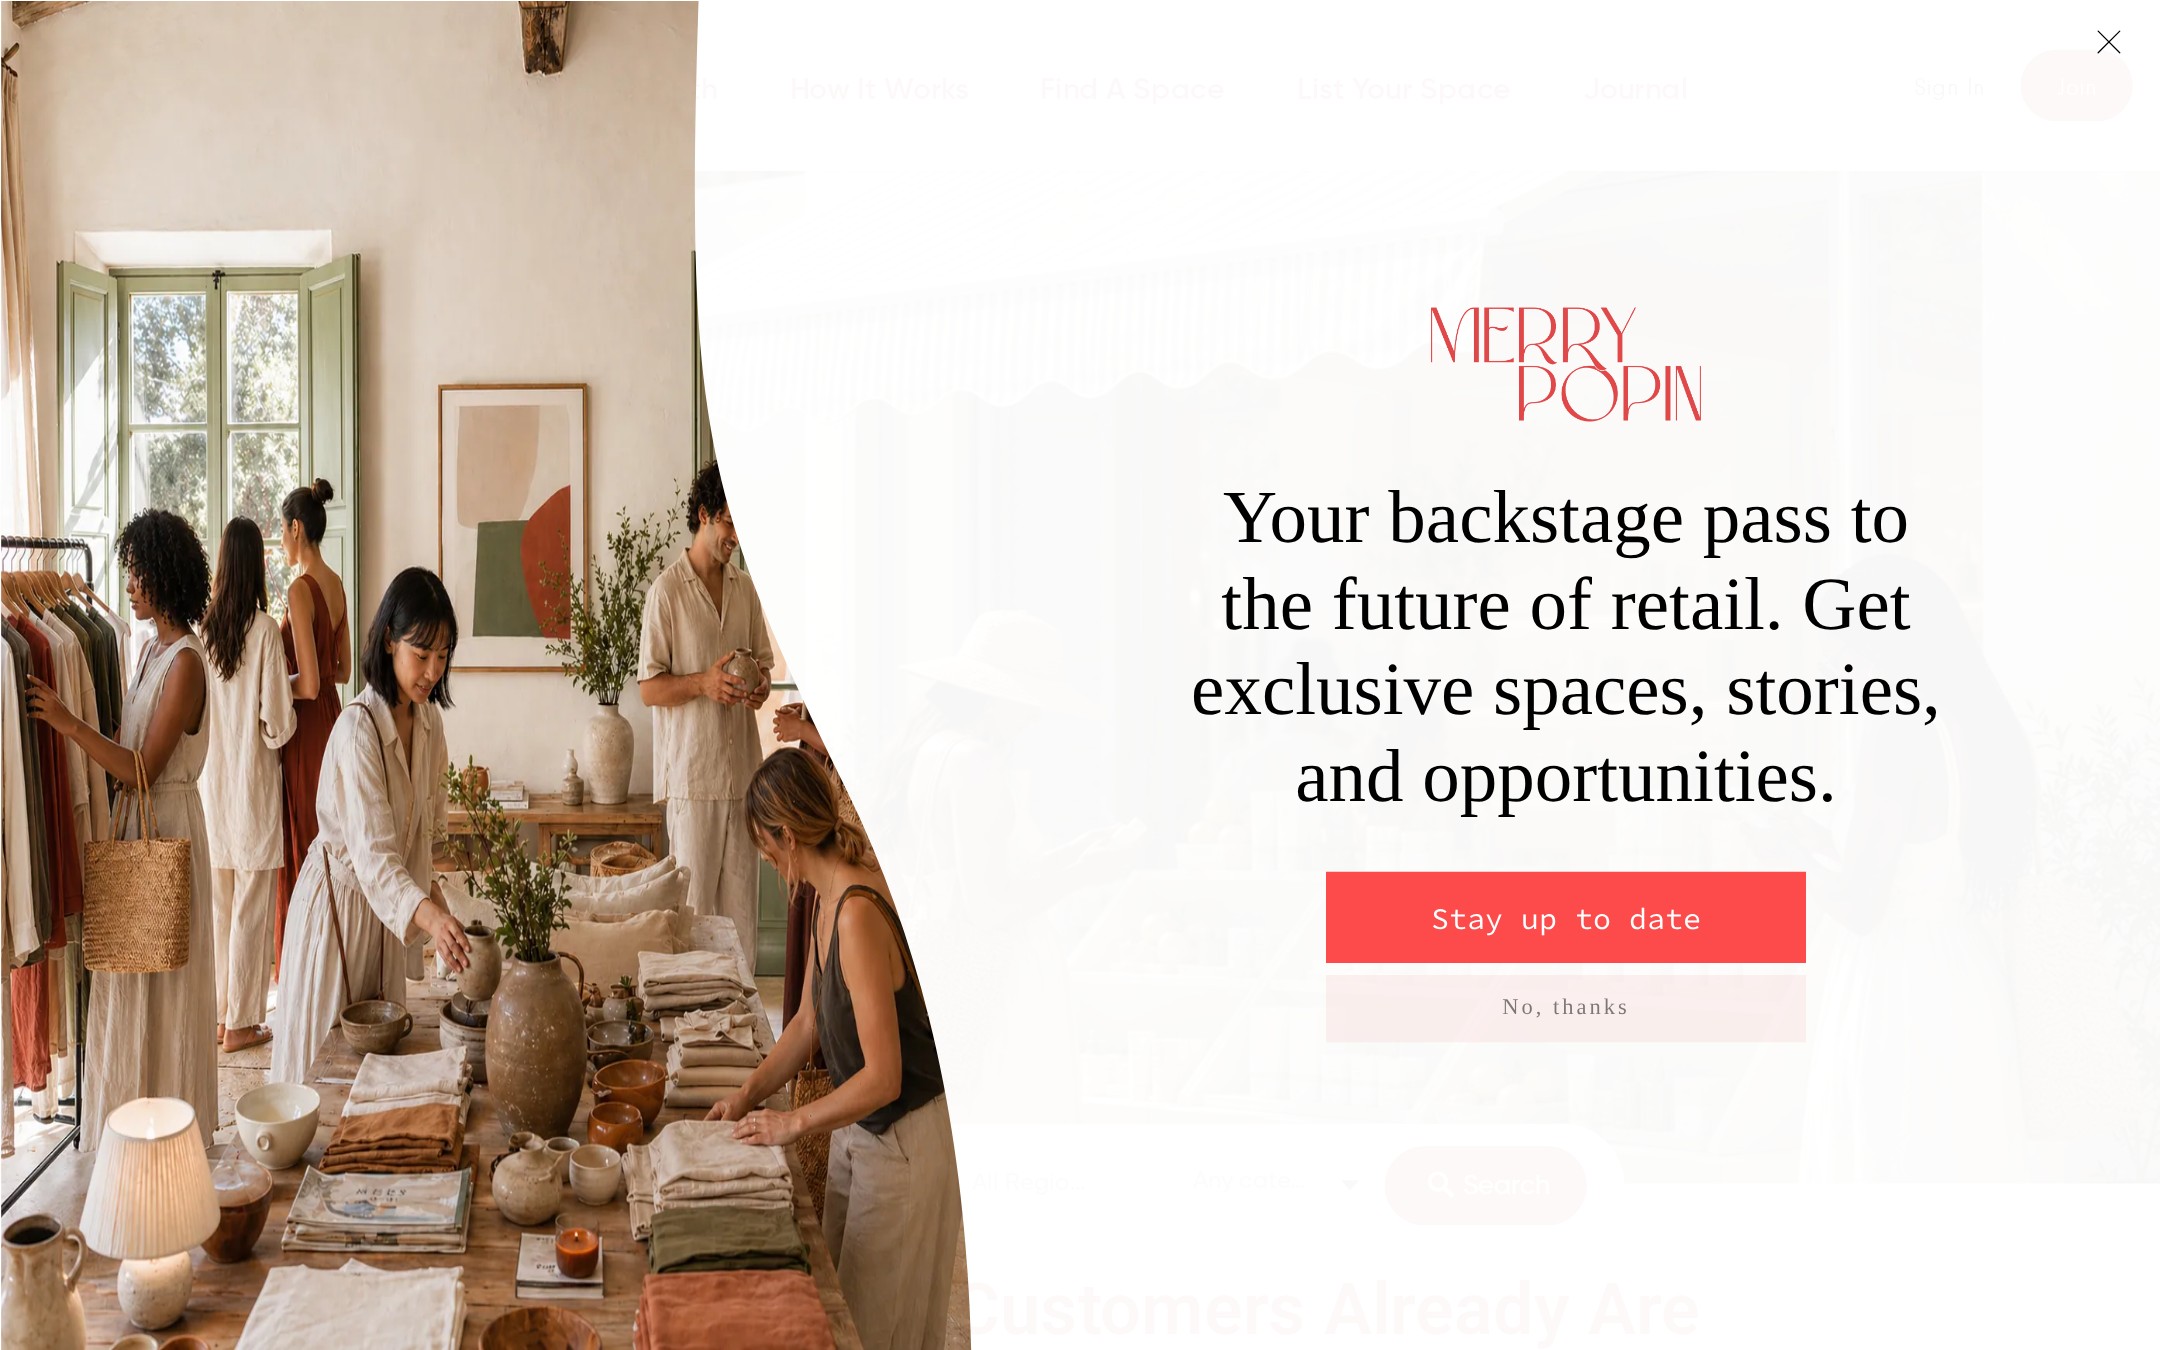 How It Works
Find A Space
List Your Space
Journal
Sign In
MERRY
POPIN
Your backstage pass to
the future of retail. Get
exclusive spaces, stories,
and opportunities.
Stay up to date
No, thanks
Search
Customers Already Are